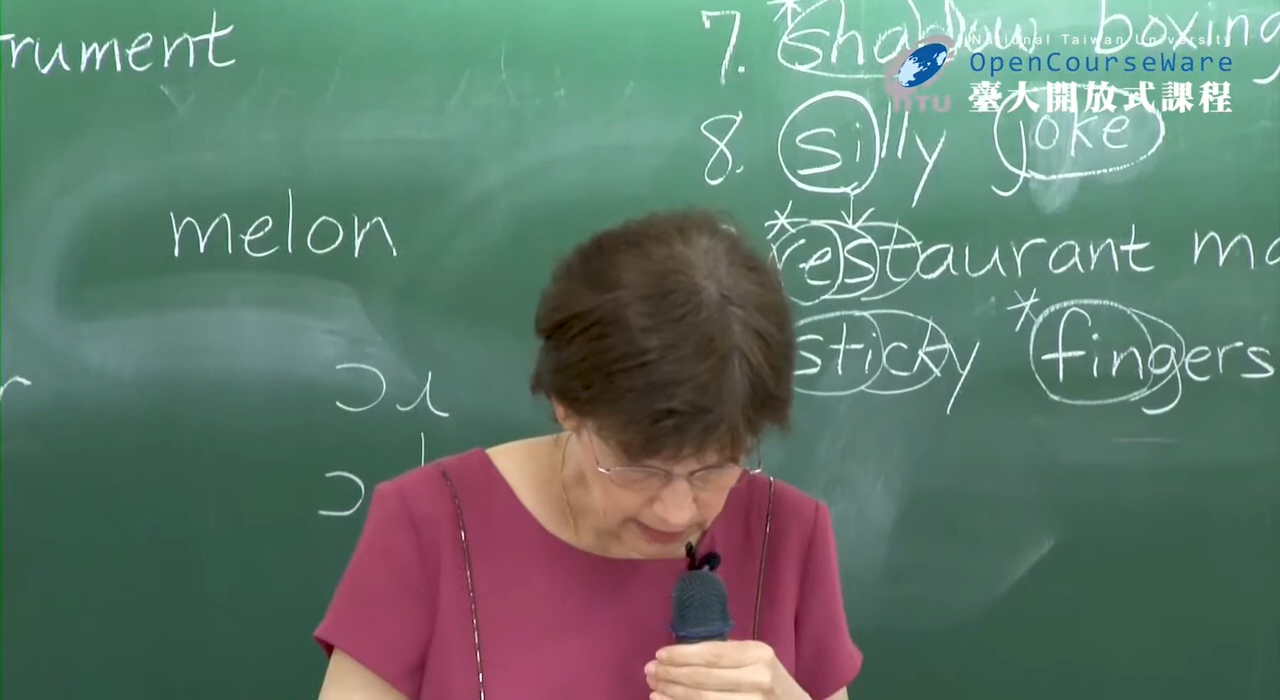 rument
7. shadow boxing
National Taiwan University
OpenCourseWare
NTU
臺大開放式課程
8. silly joke
melon
* restaurant ma
sticky * fingers
r
ɔɪ
ɔ